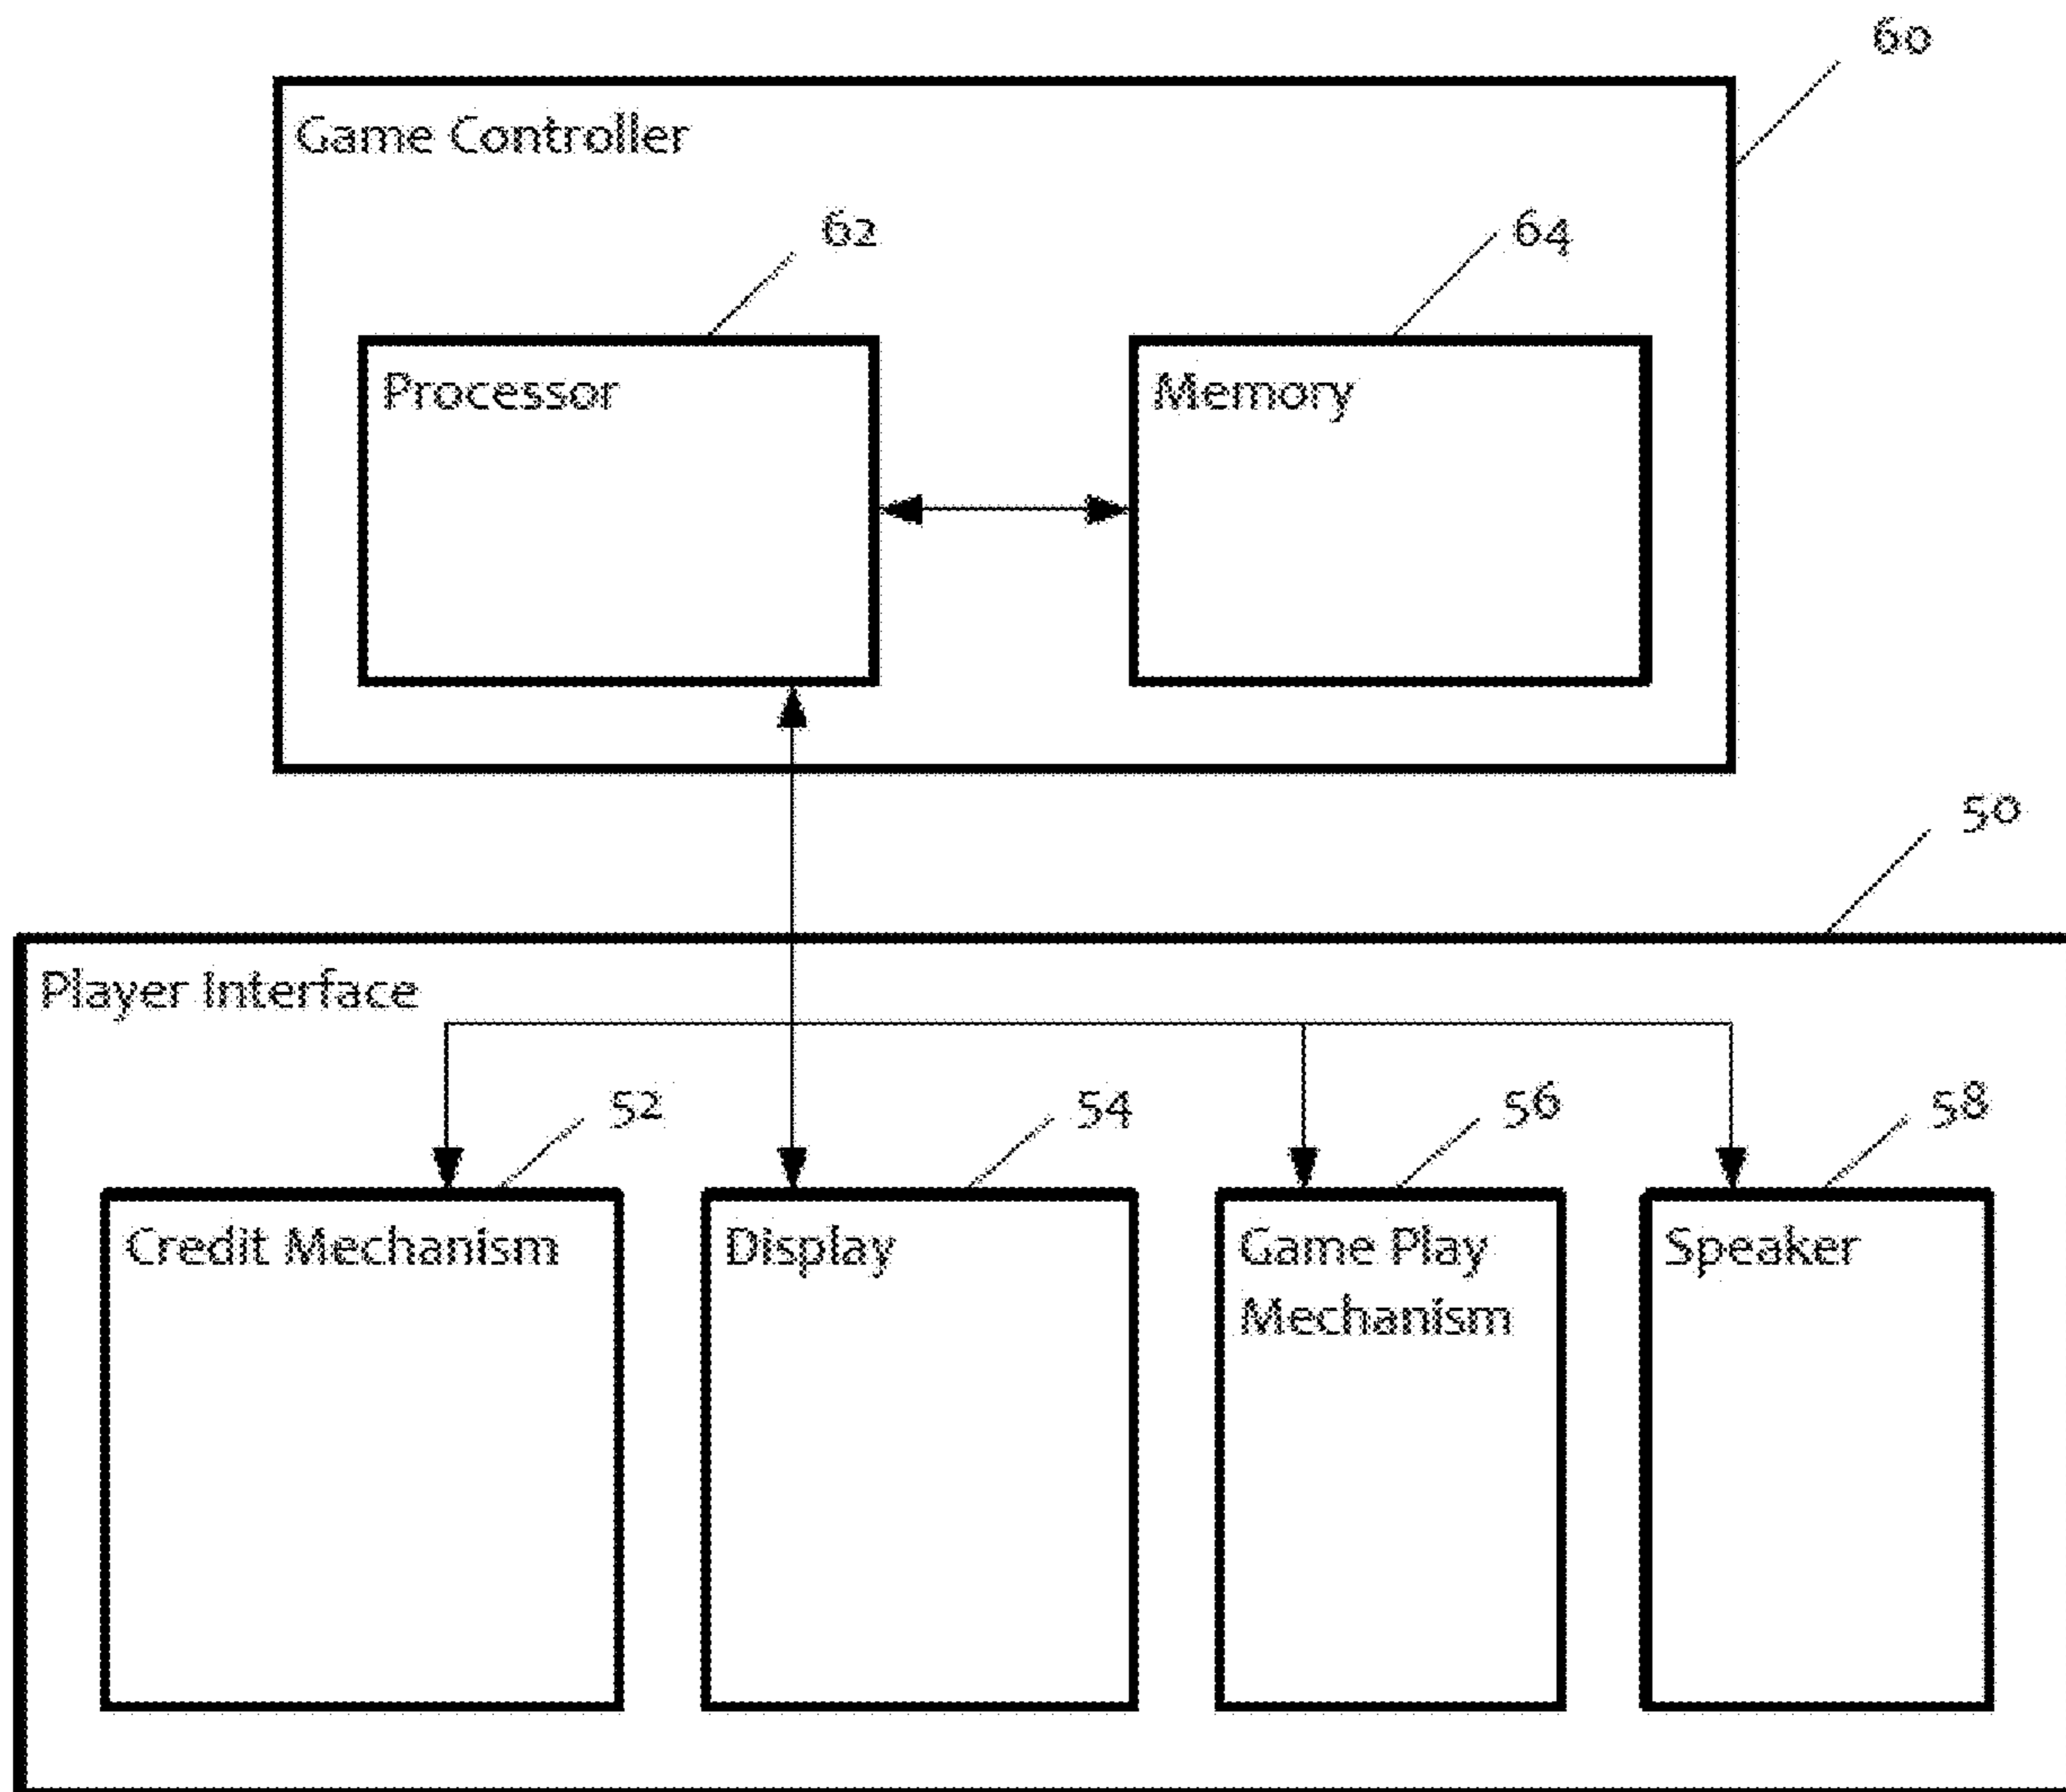 60
Game Controller
62
64
Processor
Memory
50
Player Interface
52
54
56
58
Credit Mechanism
Display
Game Play
Mechanism
Speaker